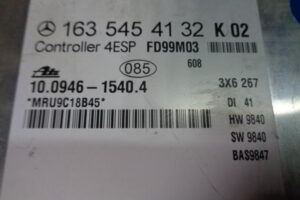 163 545 41 32 K 02
Controller 4ESP FD99M03
ATE 085 608
10.0946-1540.4 3X6 267
*MRU9C18B45* DI 41
HW 9840
SW 9840
BAS9847